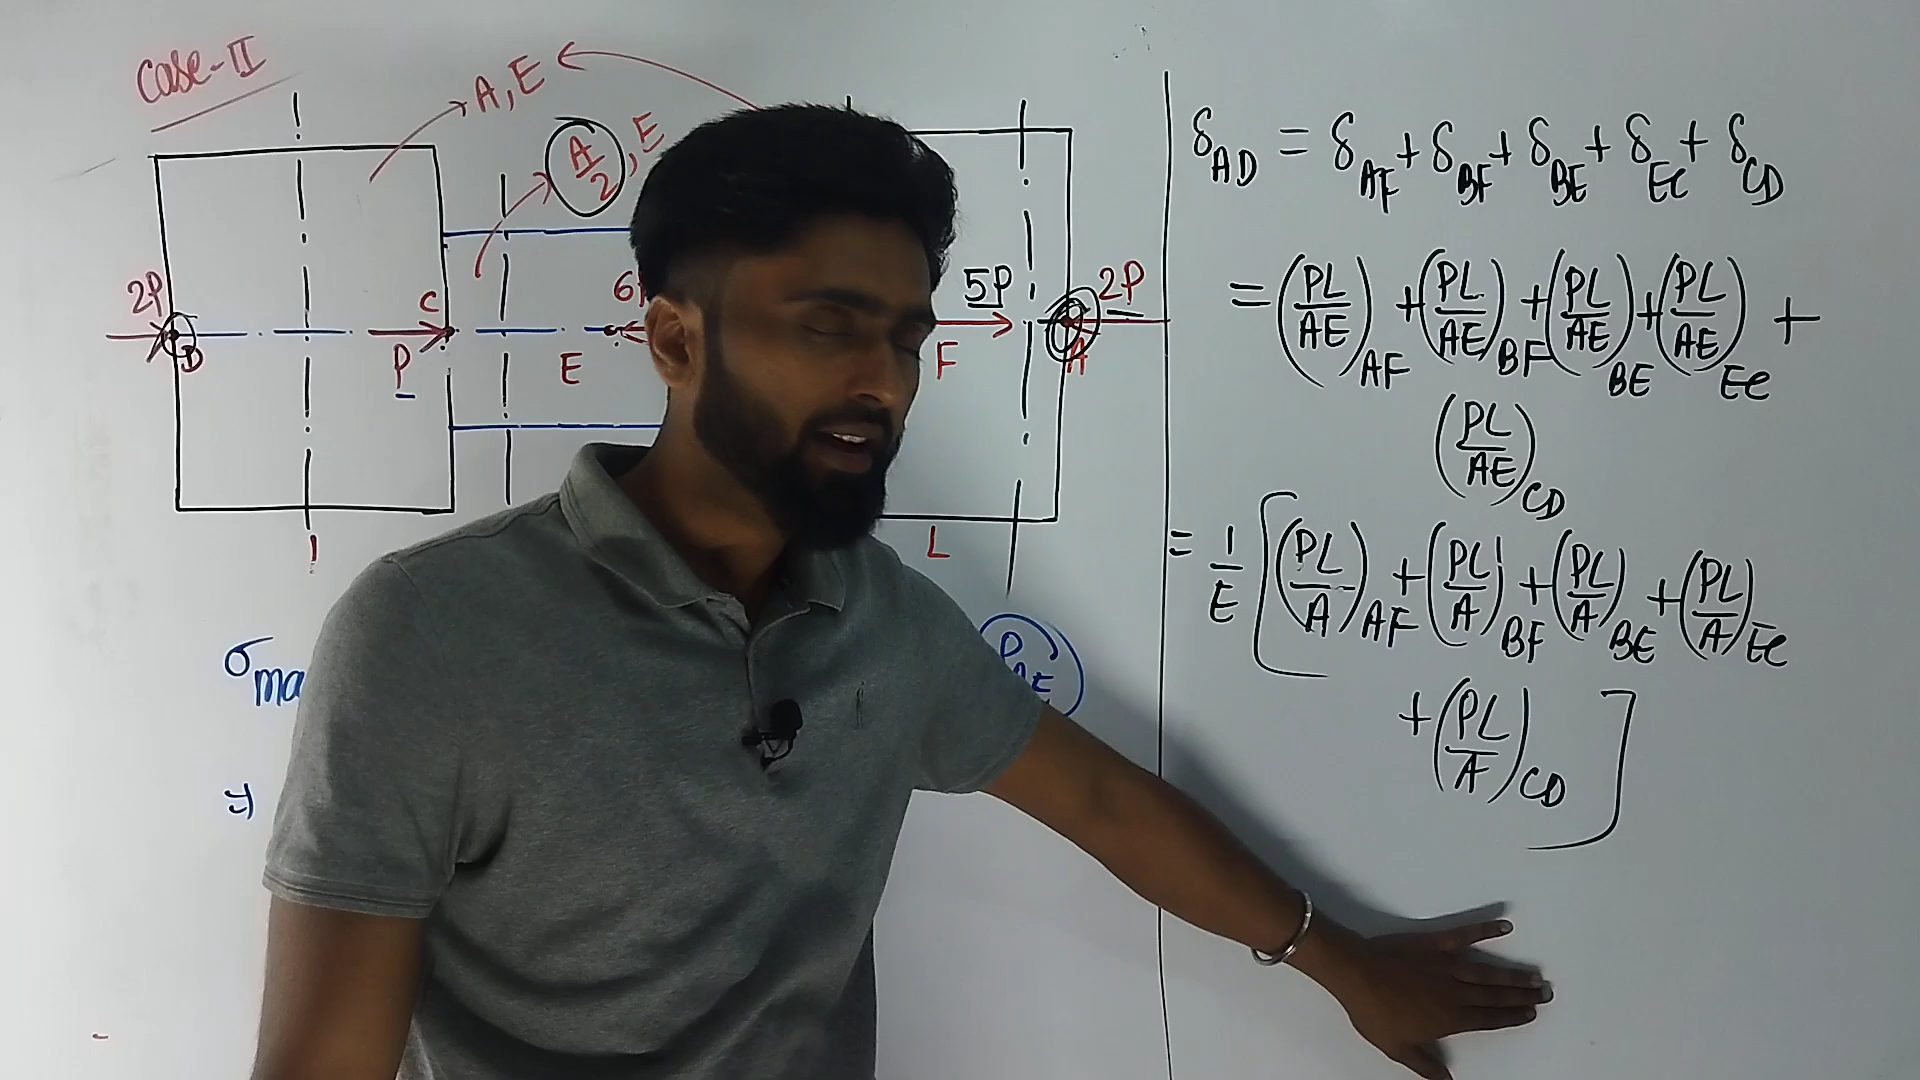 Case-II
A, E
A/2, E
2P
D
P
C
E
6P
5P
F
2P
A
L
σma
=)
δAD = δAF + δBF + δBE + δEC + δCD
= (PL/AE)AF + (PL/AE)BF + (PL/AE)BE + (PL/AE)EC +
(PL/AE)CD
= 1/E [(PL/A)AF + (PL/A)BF + (PL/A)BE + (PL/A)EC
+ (PL/A)CD]